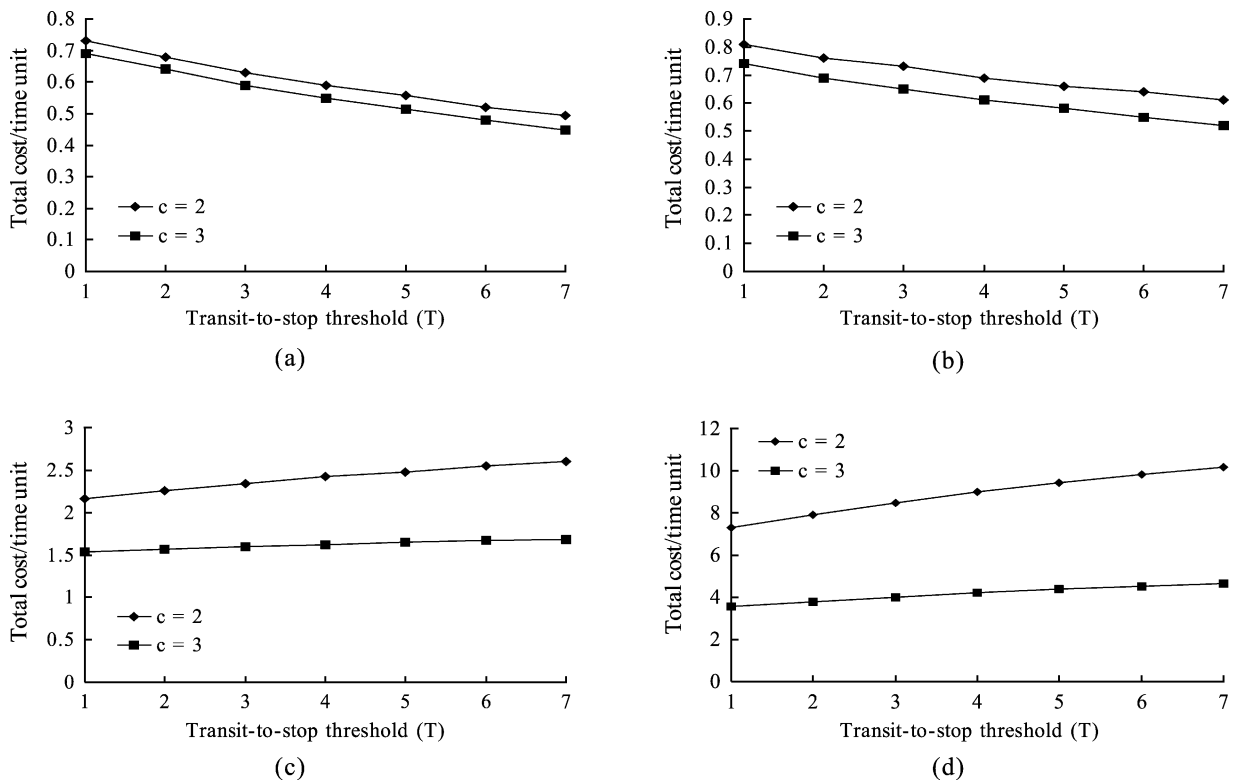 Total cost/time unit
0.8
0.7
0.6
0.5
0.4
0.3
0.2
0.1
0
c = 2
c = 3
1 2 3 4 5 6 7
Transit-to-stop threshold (T)
(a)
Total cost/time unit
0.9
0.8
0.7
0.6
0.5
0.4
0.3
0.2
0.1
0
c = 2
c = 3
1 2 3 4 5 6 7
Transit-to-stop threshold (T)
(b)
Total cost/time unit
3
2.5
2
1.5
1
0.5
0
c = 2
c = 3
1 2 3 4 5 6 7
Transit-to-stop threshold (T)
(c)
Total cost/time unit
12
10
8
6
4
2
0
c = 2
c = 3
1 2 3 4 5 6 7
Transit-to-stop threshold (T)
(d)